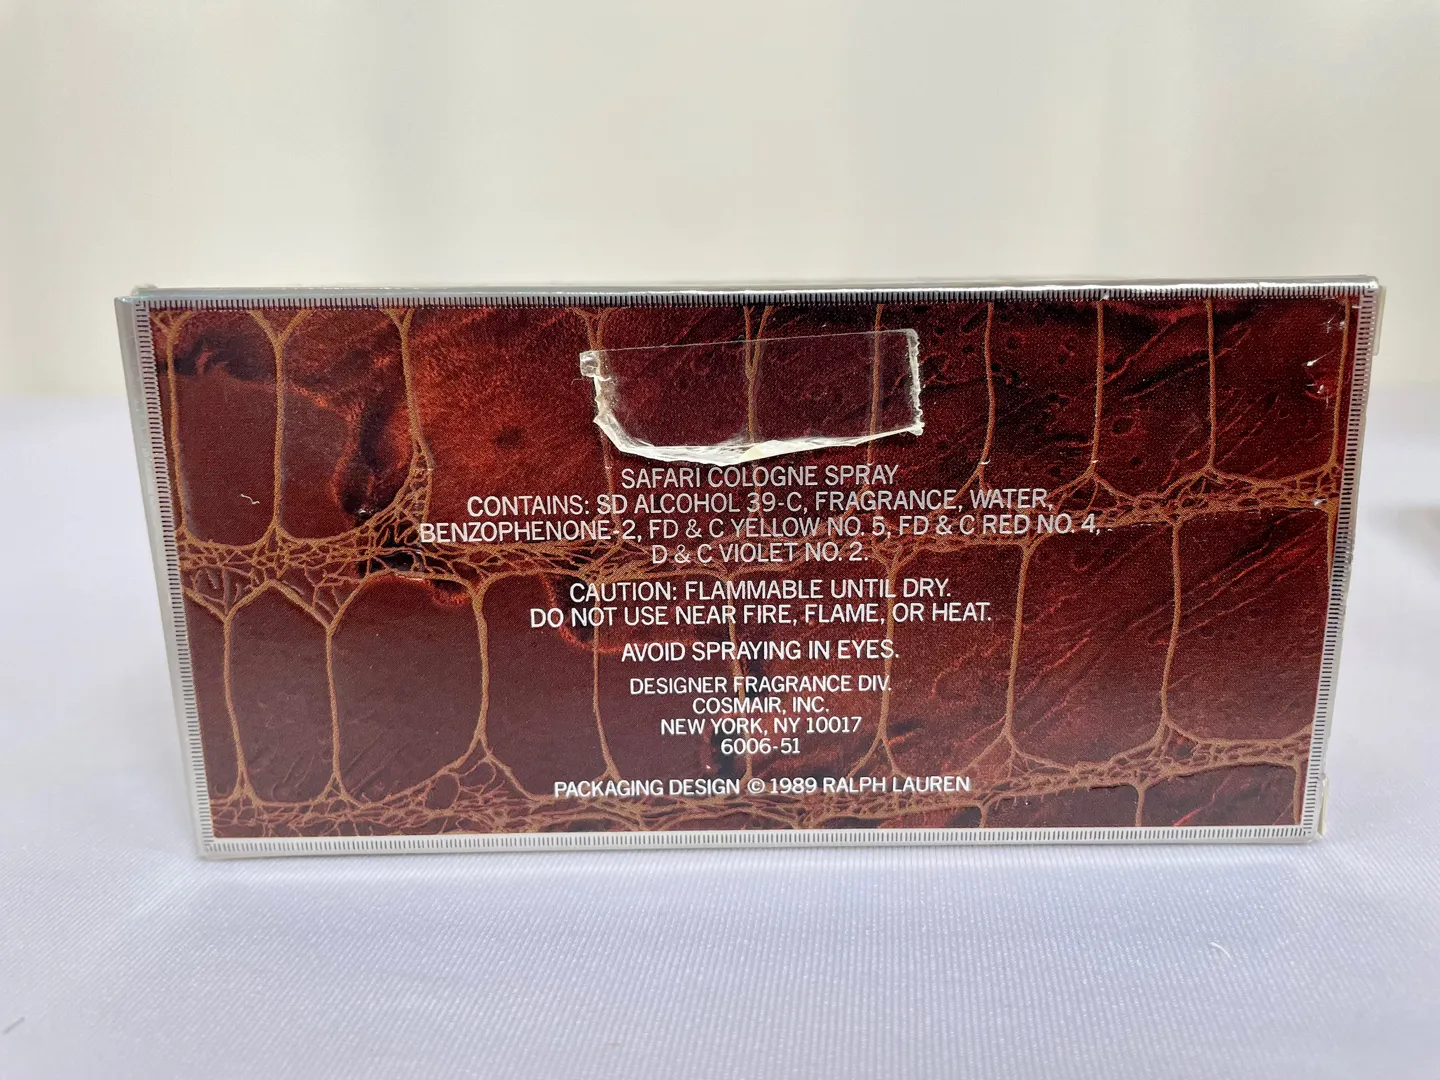 SAFARI COLOGNE SPRAY
CONTAINS: SD ALCOHOL 39-C, FRAGRANCE, WATER,
BENZOPHENONE-2, FD & C YELLOW NO. 5, FD & C RED NO. 4,
D & C VIOLET NO. 2.
CAUTION: FLAMMABLE UNTIL DRY.
DO NOT USE NEAR FIRE, FLAME, OR HEAT.
AVOID SPRAYING IN EYES.
DESIGNER FRAGRANCE DIV.
COSMAIR, INC.
NEW YORK, NY 10017
6006-51
PACKAGING DESIGN © 1989 RALPH LAUREN